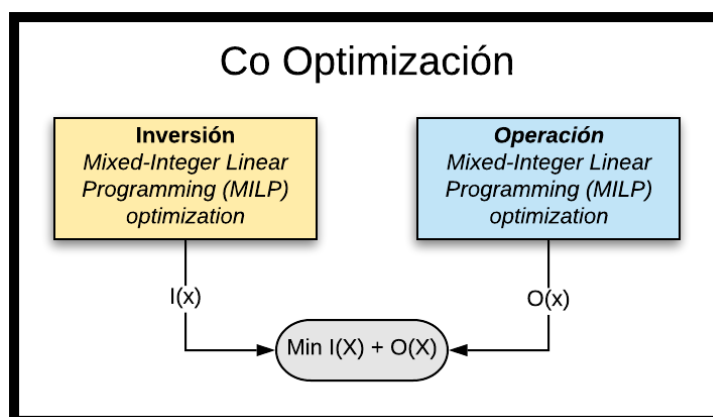 Co Optimización
Inversión
Mixed-Integer Linear
Programming (MILP)
optimization
Operación
Mixed-Integer Linear
Programming (MILP)
optimization
I(x)
O(x)
Min I(X) + O(X)